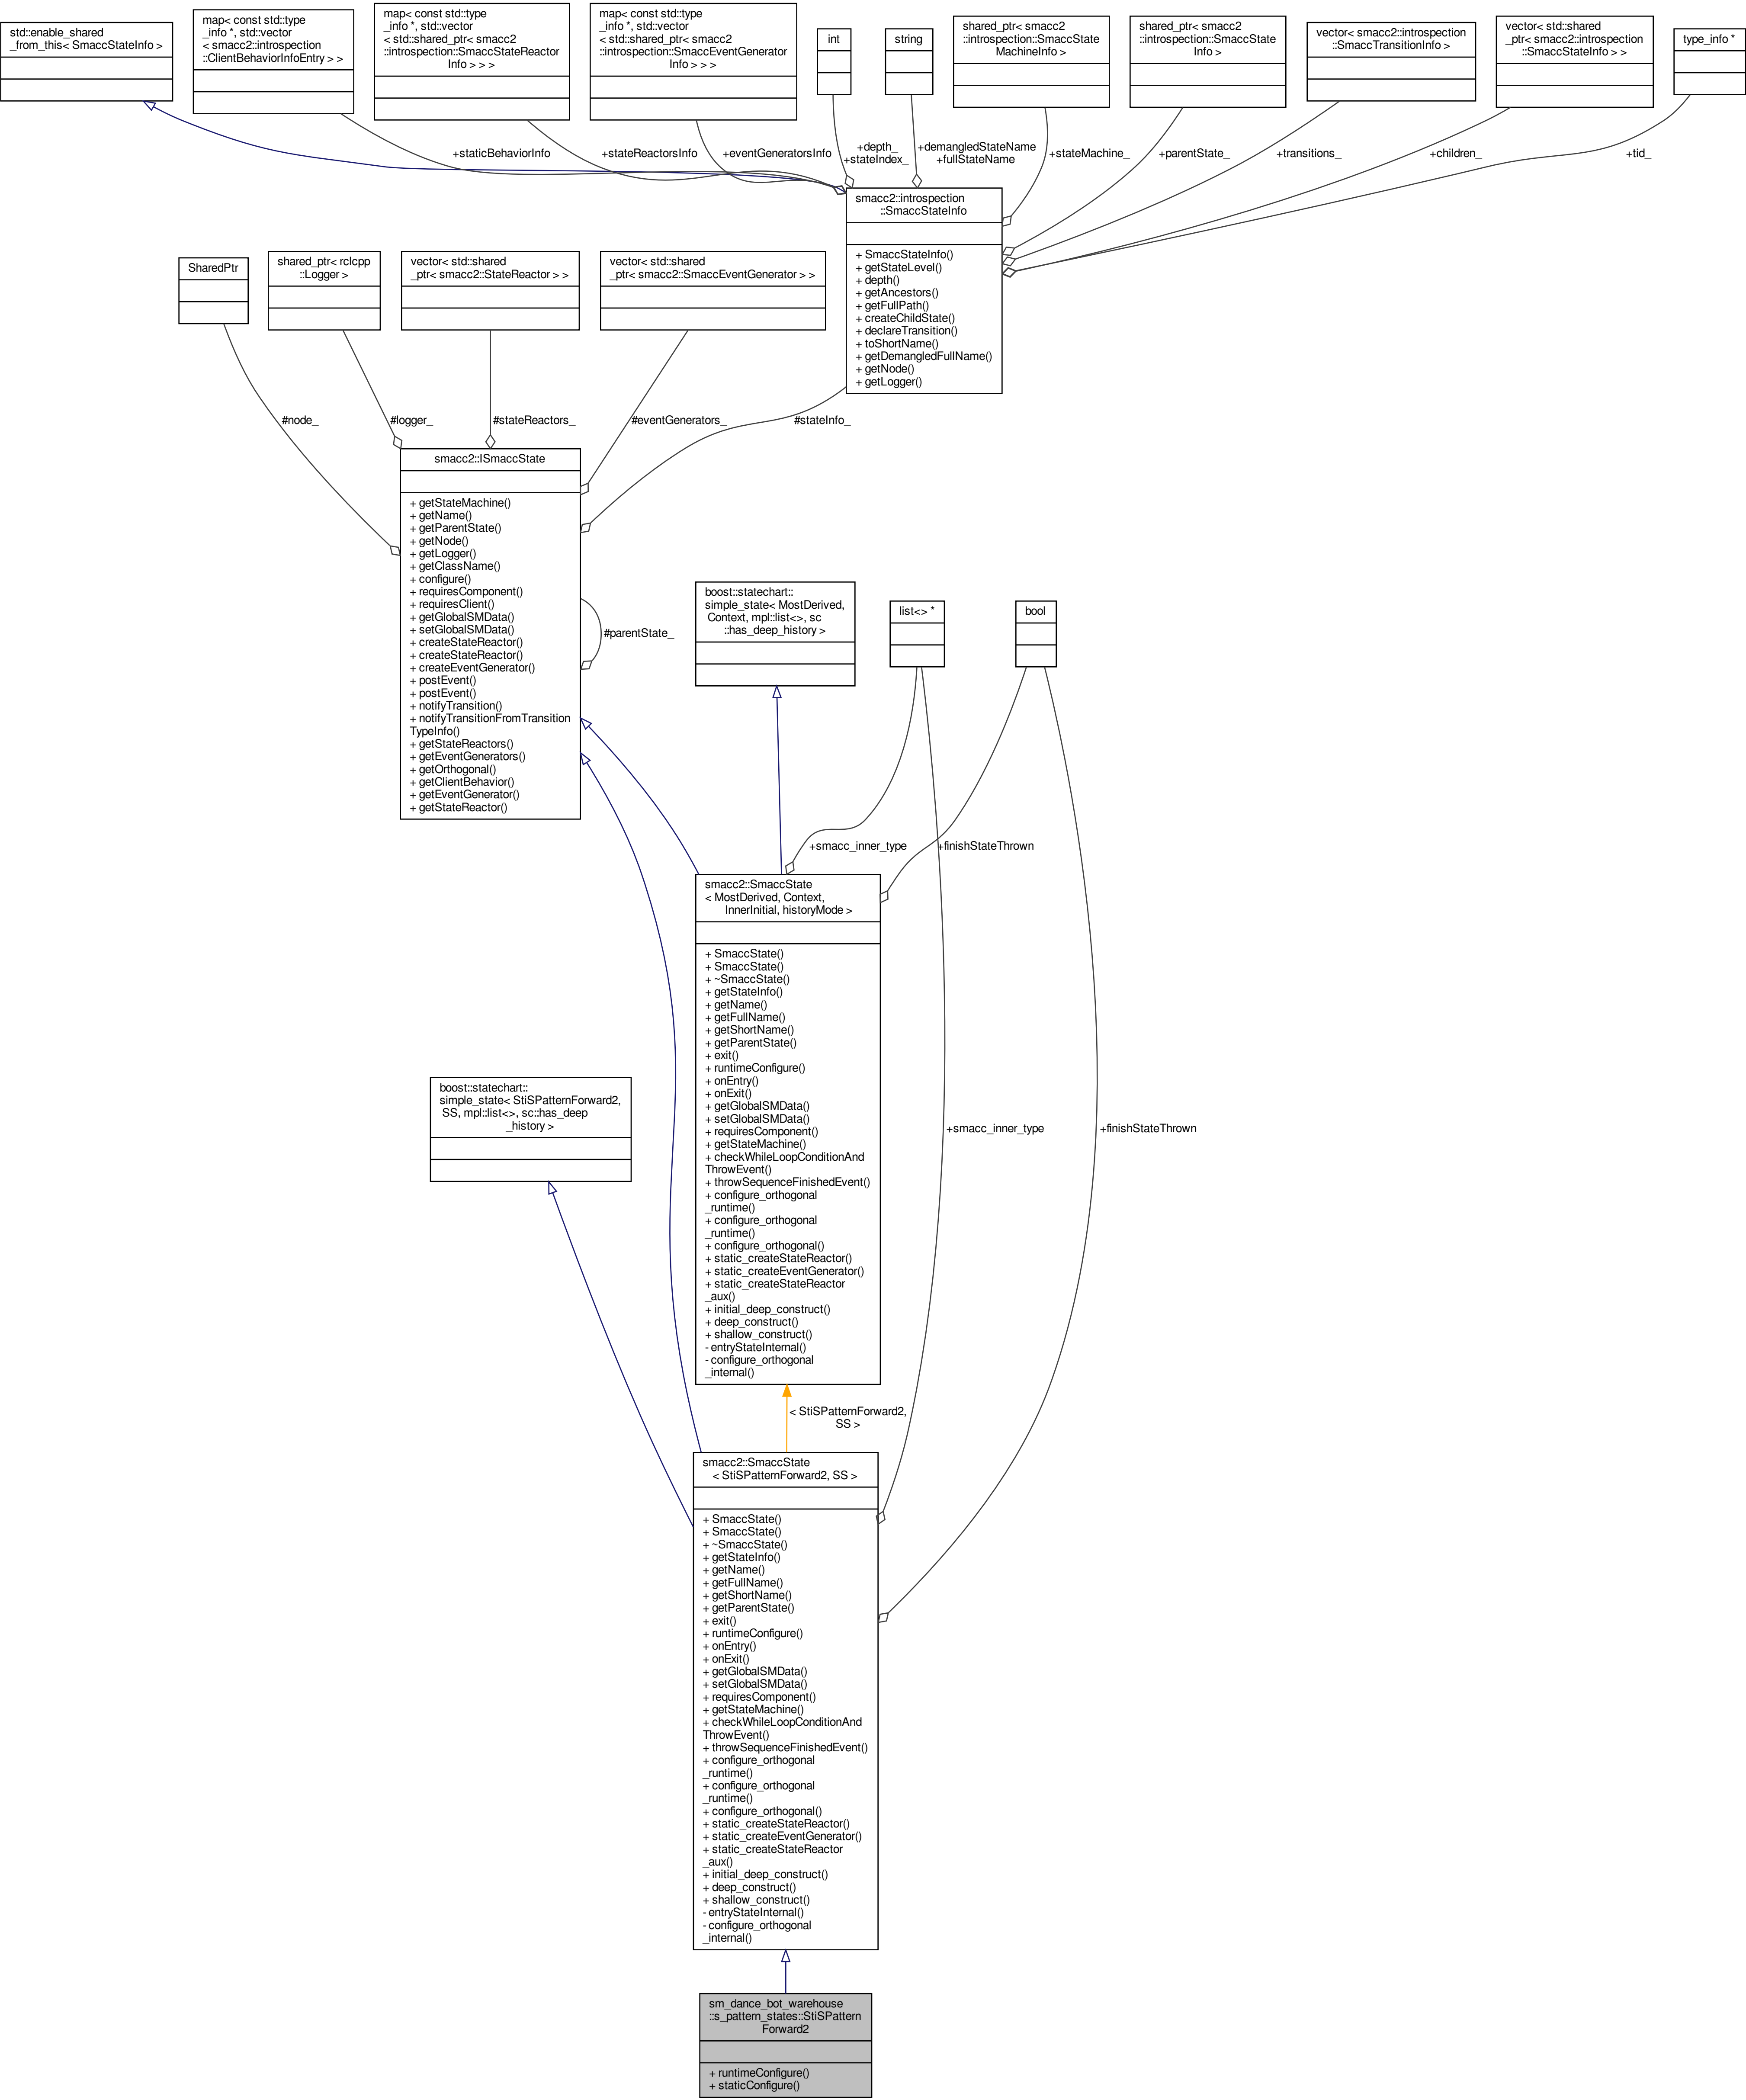 std::enable_shared
_from_this< SmaccStateInfo >
map< const std::type
_info *, std::vector
< smacc2::introspection
::ClientBehaviorInfoEntry > >
map< const std::type
_info *, std::vector
< std::shared_ptr< smacc2
::introspection::SmaccStateReactor
Info > > >
map< const std::type
_info *, std::vector
< std::shared_ptr< smacc2
::introspection::SmaccEventGenerator
Info > > >
int
string
shared_ptr< smacc2
::introspection::SmaccState
MachineInfo >
shared_ptr< smacc2
::introspection::SmaccState
Info >
vector< smacc2::introspection
::SmaccTransitionInfo >
vector< std::shared
_ptr< smacc2::introspection
::SmaccStateInfo > >
type_info *
+staticBehaviorInfo
+stateReactorsInfo
+eventGeneratorsInfo
+depth_
+stateIndex_
+demangledStateName
+fullStateName
+stateMachine_
+parentState_
+transitions_
+children_
+tid_
smacc2::introspection
::SmaccStateInfo
+ SmaccStateInfo()
+ getStateLevel()
+ depth()
+ getAncestors()
+ getFullPath()
+ createChildState()
+ declareTransition()
+ toShortName()
+ getDemangledFullName()
+ getNode()
+ getLogger()
SharedPtr
shared_ptr< rclcpp
::Logger >
vector< std::shared
_ptr< smacc2::StateReactor > >
vector< std::shared
_ptr< smacc2::SmaccEventGenerator > >
#node_
#logger_
#stateReactors_
#eventGenerators_
#stateInfo_
smacc2::ISmaccState
+ getStateMachine()
+ getName()
+ getParentState()
+ getNode()
+ getLogger()
+ getClassName()
+ configure()
+ requiresComponent()
+ requiresClient()
+ getGlobalSMData()
+ setGlobalSMData()
+ createStateReactor()
+ createStateReactor()
+ createEventGenerator()
+ postEvent()
+ postEvent()
+ notifyTransition()
+ notifyTransitionFromTransition
TypeInfo()
+ getStateReactors()
+ getEventGenerators()
+ getOrthogonal()
+ getClientBehavior()
+ getEventGenerator()
+ getStateReactor()
#parentState_
boost::statechart::
simple_state< MostDerived,
Context, mpl::list<>, sc
::has_deep_history >
list<> *
bool
+smacc_inner_type
+finishStateThrown
smacc2::SmaccState
< MostDerived, Context,
InnerInitial, historyMode >
+ SmaccState()
+ SmaccState()
+ ~SmaccState()
+ getStateInfo()
+ getName()
+ getFullName()
+ getShortName()
+ getParentState()
+ exit()
+ runtimeConfigure()
+ onEntry()
+ onExit()
+ getGlobalSMData()
+ setGlobalSMData()
+ requiresComponent()
+ getStateMachine()
+ checkWhileLoopConditionAnd
ThrowEvent()
+ throwSequenceFinishedEvent()
+ configure_orthogonal
_runtime()
+ configure_orthogonal
_runtime()
+ configure_orthogonal()
+ static_createStateReactor()
+ static_createEventGenerator()
+ static_createStateReactor
_aux()
+ initial_deep_construct()
+ deep_construct()
+ shallow_construct()
- entryStateInternal()
- configure_orthogonal
_internal()
boost::statechart::
simple_state< StiSPatternForward2,
SS, mpl::list<>, sc::has_deep
_history >
+smacc_inner_type
+finishStateThrown
< StiSPatternForward2,
SS >
smacc2::SmaccState
< StiSPatternForward2, SS >
+ SmaccState()
+ SmaccState()
+ ~SmaccState()
+ getStateInfo()
+ getName()
+ getFullName()
+ getShortName()
+ getParentState()
+ exit()
+ runtimeConfigure()
+ onEntry()
+ onExit()
+ getGlobalSMData()
+ setGlobalSMData()
+ requiresComponent()
+ getStateMachine()
+ checkWhileLoopConditionAnd
ThrowEvent()
+ throwSequenceFinishedEvent()
+ configure_orthogonal
_runtime()
+ configure_orthogonal
_runtime()
+ configure_orthogonal()
+ static_createStateReactor()
+ static_createEventGenerator()
+ static_createStateReactor
_aux()
+ initial_deep_construct()
+ deep_construct()
+ shallow_construct()
- entryStateInternal()
- configure_orthogonal
_internal()
sm_dance_bot_warehouse
::s_pattern_states::StiSPattern
Forward2
+ runtimeConfigure()
+ staticConfigure()